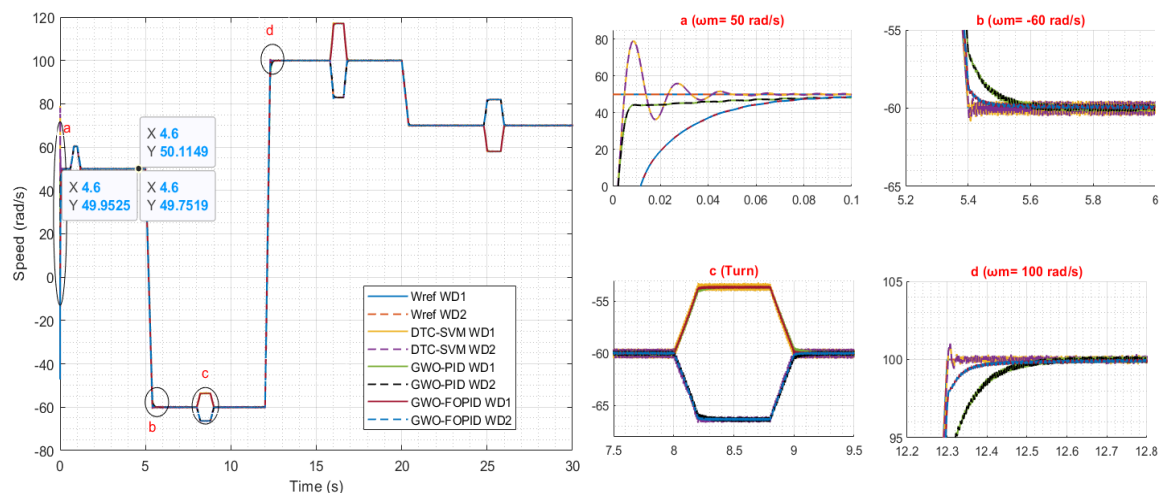 120
100
80
60
40
20
0
-20
-40
-60
-80
Speed (rad/s)
0
5
10
15
20
25
30
Time (s)
a
b
c
d
X 4.6
Y 50.1149
X 4.6
Y 49.9525
X 4.6
Y 49.7519
Wref WD1
Wref WD2
DTC-SVM WD1
DTC-SVM WD2
GWO-PID WD1
GWO-PID WD2
GWO-FOPID WD1
GWO-FOPID WD2
a (ωm= 50 rad/s)
80
60
40
20
0
0
0.02
0.04
0.06
0.08
0.1
b (ωm= -60 rad/s)
-55
-60
-65
5.2
5.4
5.6
5.8
6
c (Turn)
-55
-60
-65
7.5
8
8.5
9
9.5
d (ωm= 100 rad/s)
105
100
95
12.2
12.3
12.4
12.5
12.6
12.7
12.8